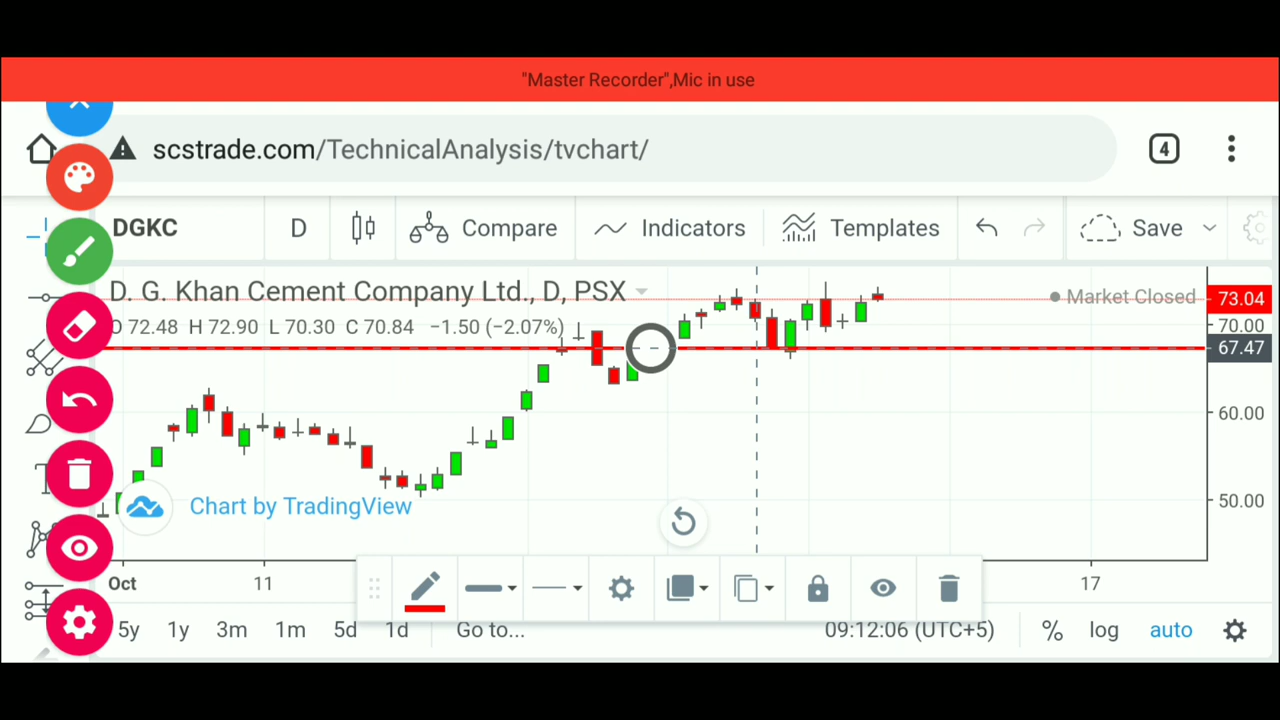 "Master Recorder",Mic in use
scstrade.com/TechnicalAnalysis/tvchart/
4
DGKC
D
Compare
Indicators
Templates
Save
D. G. Khan Cement Company Ltd., D, PSX
Market Closed
73.04
O 72.48 H 72.90 L 70.30 C 70.84 −1.50 (−2.07%)
70.00
67.47
60.00
50.00
Chart by TradingView
Oct
11
17
5y 1y 3m 1m 5d 1d
Go to...
09:12:06 (UTC+5)
% log auto